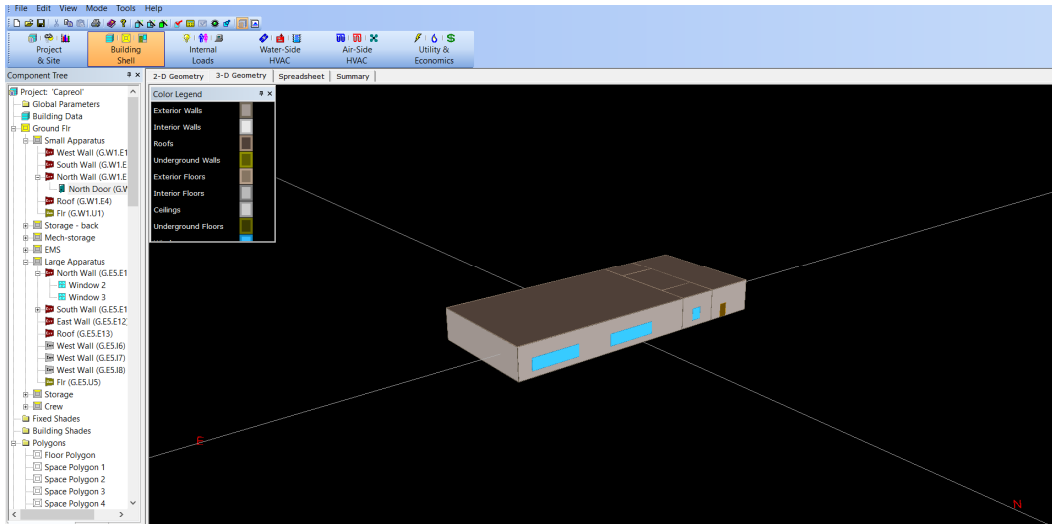 File Edit View Mode Tools Help
Project & Site
Building Shell
Internal Loads
Water-Side HVAC
Air-Side HVAC
Utility & Economics
Component Tree
2-D Geometry 3-D Geometry Spreadsheet Summary
Project: 'Capreol'
Global Parameters
Building Data
Ground Flr
Small Apparatus
West Wall (G.W1.E1
South Wall (G.W1.E
North Wall (G.W1.E
North Door (G.W
Roof (G.W1.E4)
Flr (G.W1.U1)
Storage - back
Mech-storage
EMS
Large Apparatus
North Wall (G.E5.E1
Window 2
Window 3
South Wall (G.E5.E1
East Wall (G.E5.E12)
Roof (G.E5.E13)
West Wall (G.E5.I6)
West Wall (G.E5.I7)
West Wall (G.E5.I8)
Flr (G.E5.U5)
Storage
Crew
Fixed Shades
Building Shades
Polygons
Floor Polygon
Space Polygon 1
Space Polygon 2
Space Polygon 3
Space Polygon 4
Color Legend
Exterior Walls
Interior Walls
Roofs
Underground Walls
Exterior Floors
Interior Floors
Ceilings
Underground Floors
E
N